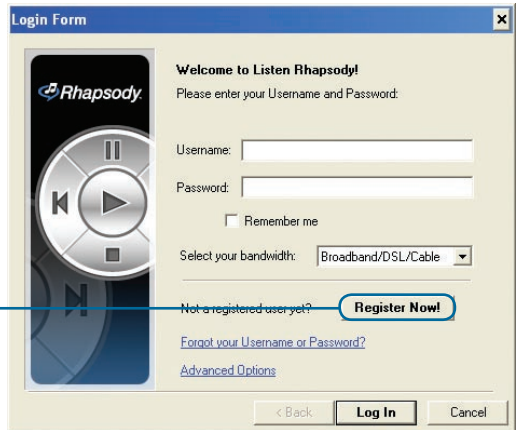 Login Form
Rhapsody.
Welcome to Listen Rhapsody!
Please enter your Username and Password:
Username:
Password:
Remember me
Select your bandwidth: Broadband/DSL/Cable
Not a registered user yet? Register Now!
Forgot your Username or Password?
Advanced Options
< Back Log In Cancel